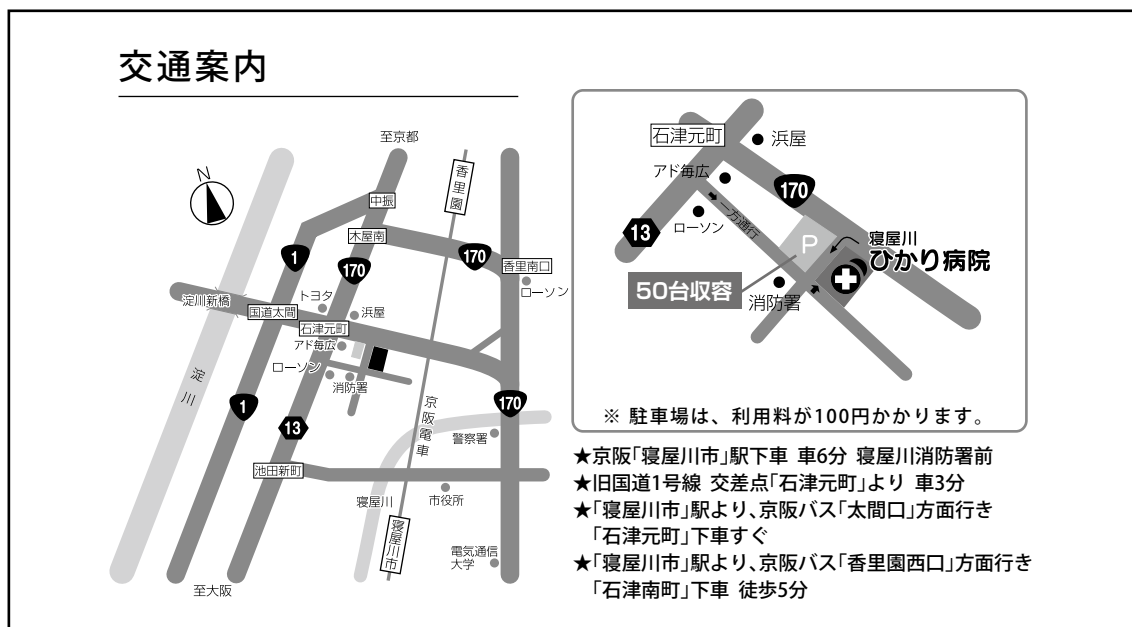 交通案内
至京都
N
香里園
中振
木屋南
1
170
170
香里南口
ローソン
淀川新橋
トヨタ
国道太間
浜屋
石津元町
アド毎広
ローソン
消防署
淀川
1
13
京阪電車
170
警察署
池田新町
寝屋川
市役所
寝屋川市
電気通信
大学
至大阪
石津元町
浜屋
アド毎広
170
一方通行
ローソン
13
P
寝屋川
ひかり病院
50台収容
消防署
※ 駐車場は、利用料が100円かかります。
★京阪「寝屋川市」駅下車 車6分 寝屋川消防署前
★旧国道1号線 交差点「石津元町」より 車3分
★「寝屋川市」駅より、京阪バス「太間口」方面行き
「石津元町」下車すぐ
★「寝屋川市」駅より、京阪バス「香里園西口」方面行き
「石津南町」下車 徒歩5分